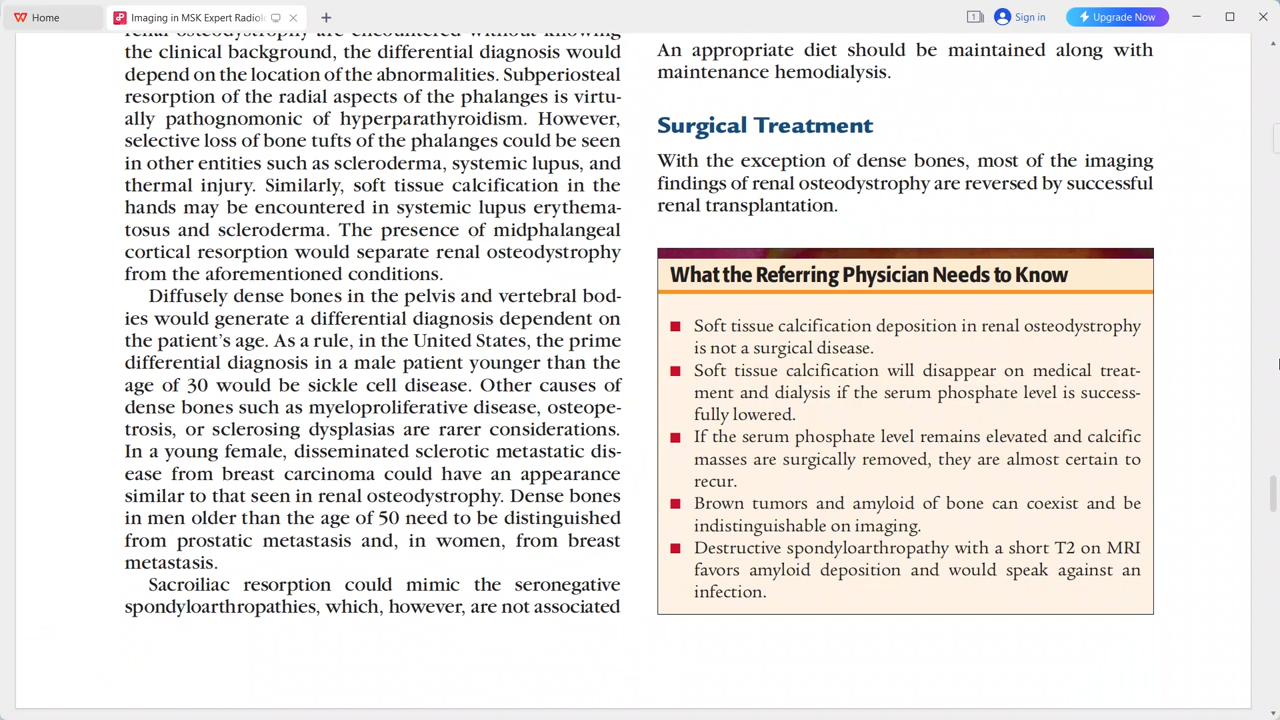 Home
Imaging in MSK Expert Radiolo
1
Sign in
Upgrade Now
renal osteodystrophy are encountered without knowing
the clinical background, the differential diagnosis would
depend on the location of the abnormalities. Subperiosteal
resorption of the radial aspects of the phalanges is virtu-
ally pathognomonic of hyperparathyroidism. However,
selective loss of bone tufts of the phalanges could be seen
in other entities such as scleroderma, systemic lupus, and
thermal injury. Similarly, soft tissue calcification in the
hands may be encountered in systemic lupus erythema-
tosus and scleroderma. The presence of midphalangeal
cortical resorption would separate renal osteodystrophy
from the aforementioned conditions.
Diffusely dense bones in the pelvis and vertebral bod-
ies would generate a differential diagnosis dependent on
the patient's age. As a rule, in the United States, the prime
differential diagnosis in a male patient younger than the
age of 30 would be sickle cell disease. Other causes of
dense bones such as myeloproliferative disease, osteope-
trosis, or sclerosing dysplasias are rarer considerations.
In a young female, disseminated sclerotic metastatic dis-
ease from breast carcinoma could have an appearance
similar to that seen in renal osteodystrophy. Dense bones
in men older than the age of 50 need to be distinguished
from prostatic metastasis and, in women, from breast
metastasis.
Sacroiliac resorption could mimic the seronegative
spondyloarthropathies, which, however, are not associated
An appropriate diet should be maintained along with
maintenance hemodialysis.
Surgical Treatment
With the exception of dense bones, most of the imaging
findings of renal osteodystrophy are reversed by successful
renal transplantation.
What the Referring Physician Needs to Know
■ Soft tissue calcification deposition in renal osteodystrophy
is not a surgical disease.
■ Soft tissue calcification will disappear on medical treat-
ment and dialysis if the serum phosphate level is success-
fully lowered.
■ If the serum phosphate level remains elevated and calcific
masses are surgically removed, they are almost certain to
recur.
■ Brown tumors and amyloid of bone can coexist and be
indistinguishable on imaging.
■ Destructive spondyloarthropathy with a short T2 on MRI
favors amyloid deposition and would speak against an
infection.